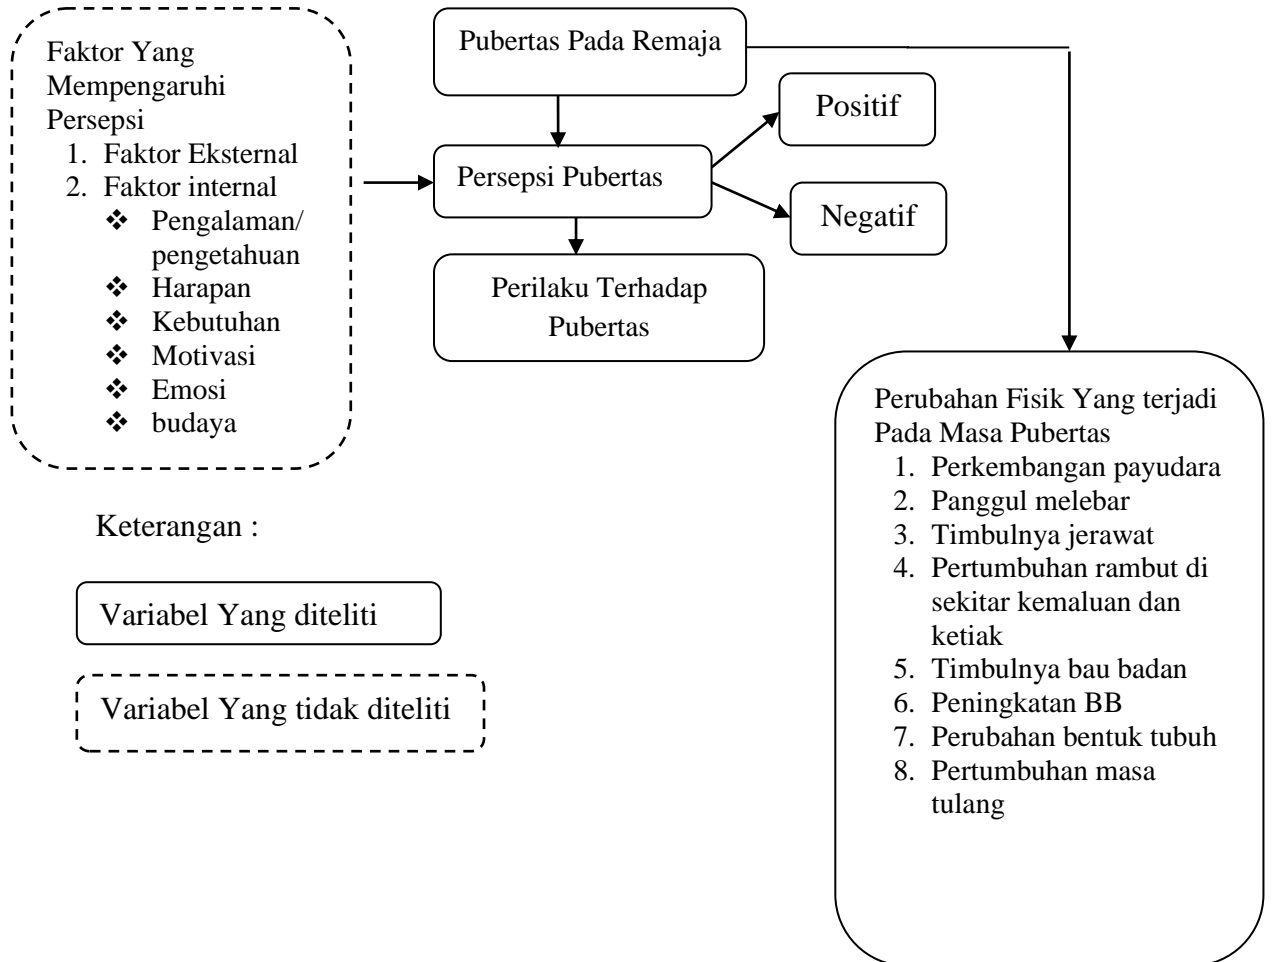 Faktor Yang
Mempengaruhi
Persepsi
1. Faktor Eksternal
2. Faktor internal
❖ Pengalaman/
pengetahuan
❖ Harapan
❖ Kebutuhan
❖ Motivasi
❖ Emosi
❖ budaya
Pubertas Pada Remaja
Persepsi Pubertas
Positif
Negatif
Perilaku Terhadap
Pubertas
Perubahan Fisik Yang terjadi
Pada Masa Pubertas
1. Perkembangan payudara
2. Panggul melebar
3. Timbulnya jerawat
4. Pertumbuhan rambut di
sekitar kemaluan dan
ketiak
5. Timbulnya bau badan
6. Peningkatan BB
7. Perubahan bentuk tubuh
8. Pertumbuhan masa
tulang
Keterangan :
Variabel Yang diteliti
Variabel Yang tidak diteliti